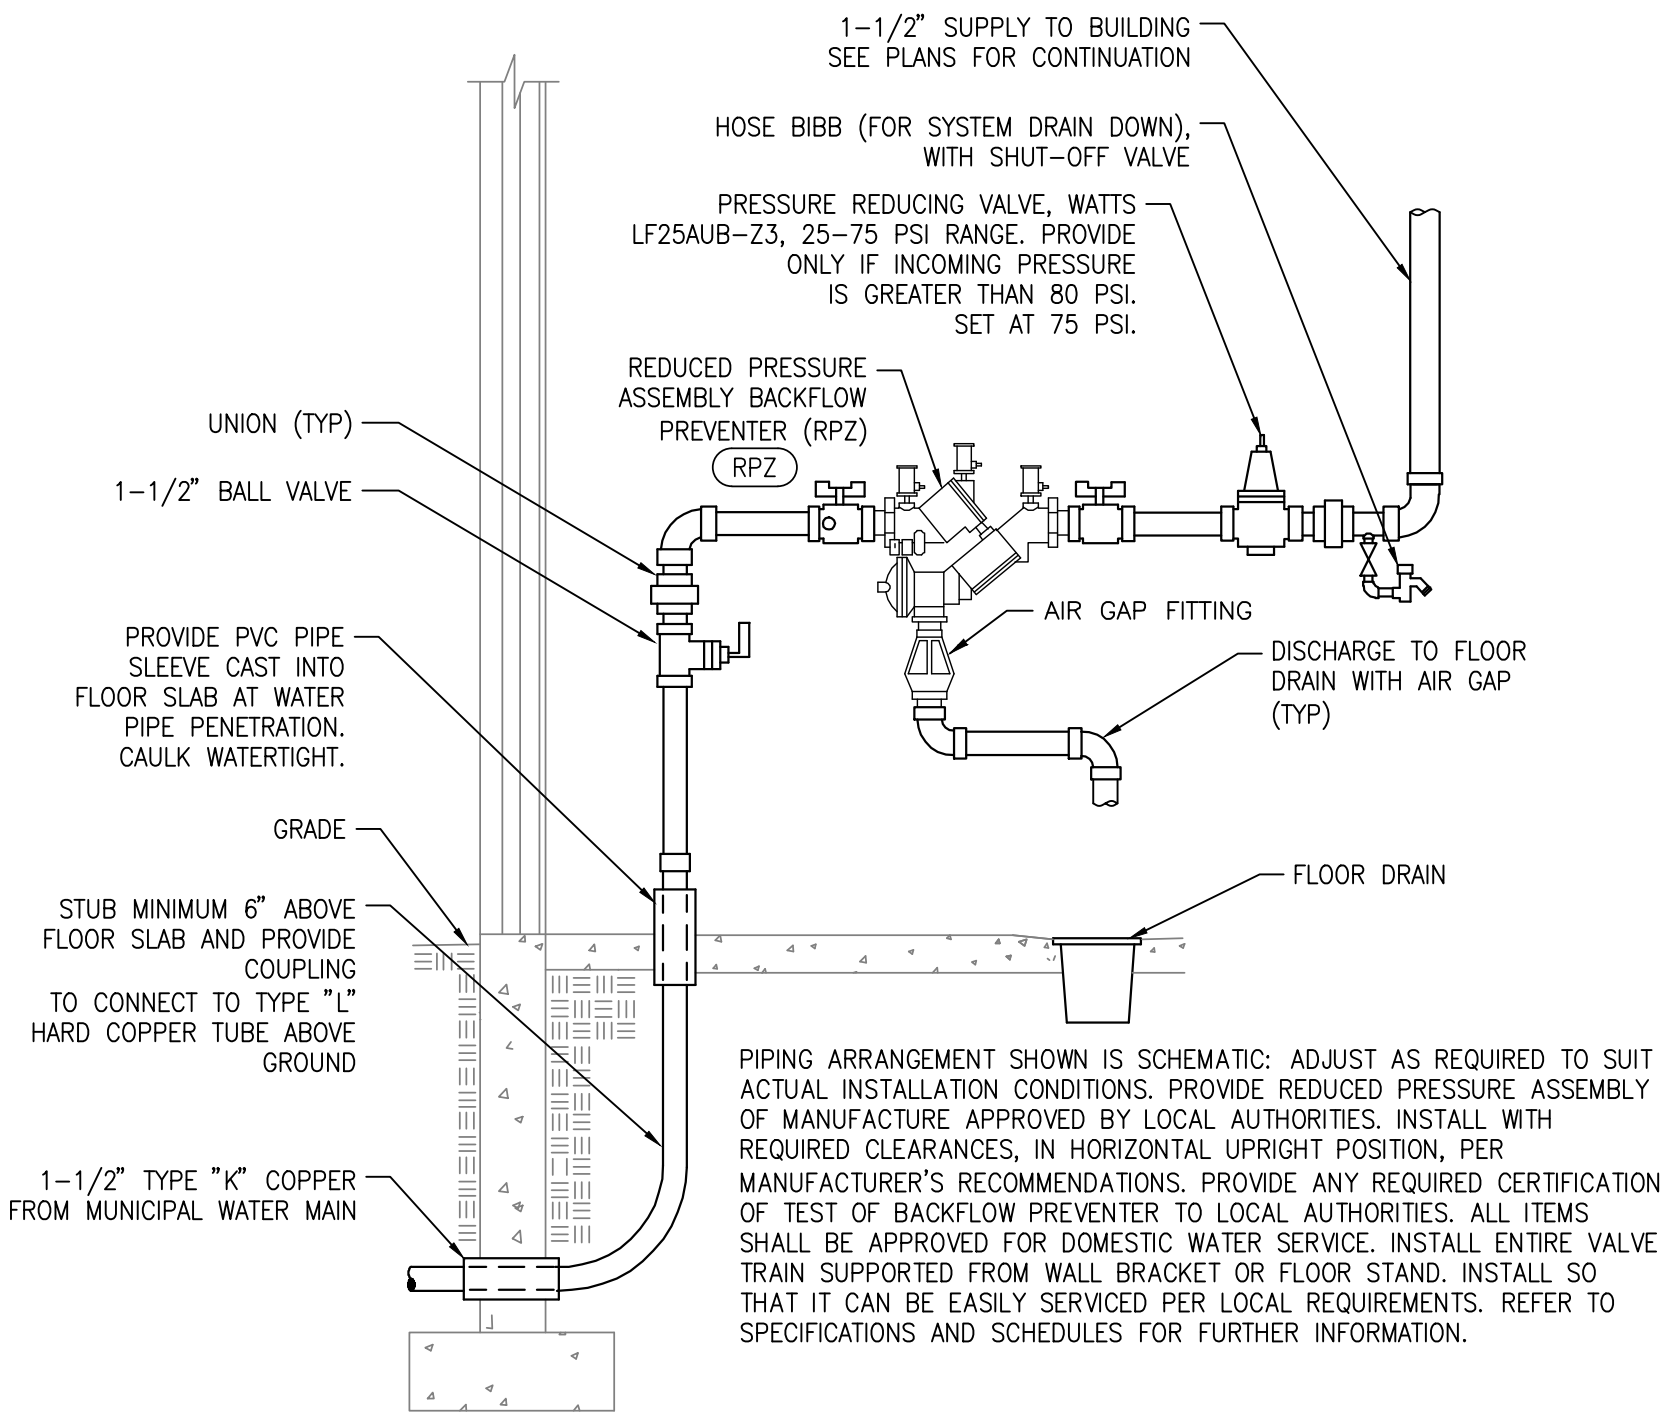 1-1/2" SUPPLY TO BUILDING
SEE PLANS FOR CONTINUATION
HOSE BIBB (FOR SYSTEM DRAIN DOWN),
WITH SHUT-OFF VALVE
PRESSURE REDUCING VALVE, WATTS
LF25AUB-Z3, 25-75 PSI RANGE. PROVIDE
ONLY IF INCOMING PRESSURE
IS GREATER THAN 80 PSI.
SET AT 75 PSI.
REDUCED PRESSURE
ASSEMBLY BACKFLOW
PREVENTER (RPZ)
RPZ
UNION (TYP)
1-1/2" BALL VALVE
AIR GAP FITTING
PROVIDE PVC PIPE
SLEEVE CAST INTO
FLOOR SLAB AT WATER
PIPE PENETRATION.
CAULK WATERTIGHT.
DISCHARGE TO FLOOR
DRAIN WITH AIR GAP
(TYP)
GRADE
FLOOR DRAIN
STUB MINIMUM 6" ABOVE
FLOOR SLAB AND PROVIDE
COUPLING
TO CONNECT TO TYPE "L"
HARD COPPER TUBE ABOVE
GROUND
1-1/2" TYPE "K" COPPER
FROM MUNICIPAL WATER MAIN
PIPING ARRANGEMENT SHOWN IS SCHEMATIC: ADJUST AS REQUIRED TO SUIT
ACTUAL INSTALLATION CONDITIONS. PROVIDE REDUCED PRESSURE ASSEMBLY
OF MANUFACTURE APPROVED BY LOCAL AUTHORITIES. INSTALL WITH
REQUIRED CLEARANCES, IN HORIZONTAL UPRIGHT POSITION, PER
MANUFACTURER'S RECOMMENDATIONS. PROVIDE ANY REQUIRED CERTIFICATION
OF TEST OF BACKFLOW PREVENTER TO LOCAL AUTHORITIES. ALL ITEMS
SHALL BE APPROVED FOR DOMESTIC WATER SERVICE. INSTALL ENTIRE VALVE
TRAIN SUPPORTED FROM WALL BRACKET OR FLOOR STAND. INSTALL SO
THAT IT CAN BE EASILY SERVICED PER LOCAL REQUIREMENTS. REFER TO
SPECIFICATIONS AND SCHEDULES FOR FURTHER INFORMATION.